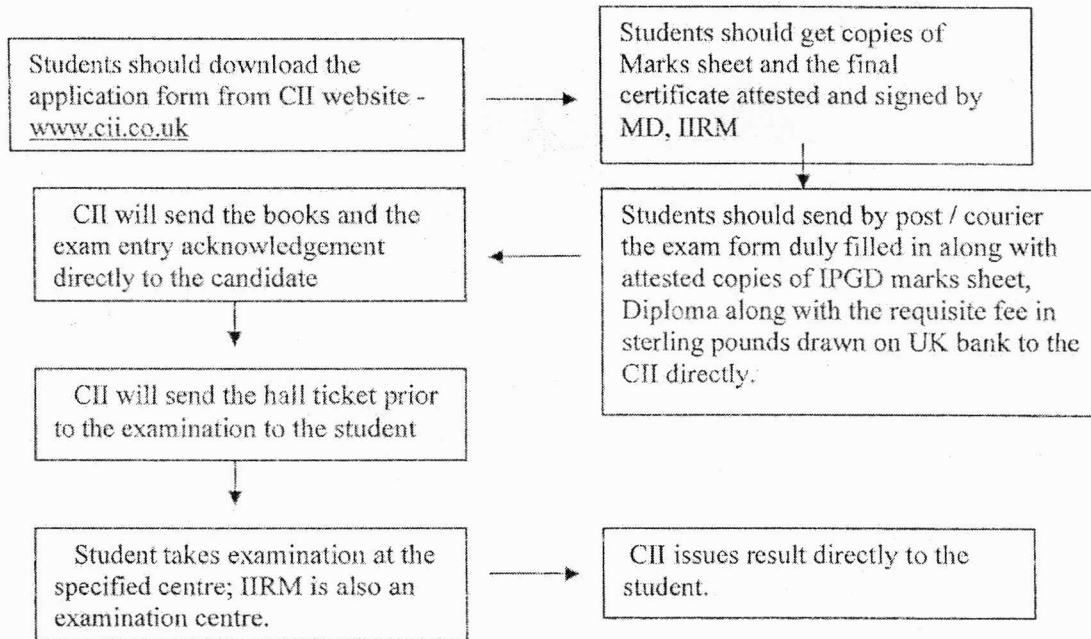 Students should download the
application form from CII website -
www.cii.co.uk
Students should get copies of
Marks sheet and the final
certificate attested and signed by
MD, IIRM
Students should send by post / courier
the exam form duly filled in along with
attested copies of IPGD marks sheet,
Diploma along with the requisite fee in
sterling pounds drawn on UK bank to the
CII directly.
CII will send the books and the
exam entry acknowledgement
directly to the candidate
CII will send the hall ticket prior
to the examination to the student
Student takes examination at the
specified centre; IIRM is also an
examination centre.
CII issues result directly to the
student.